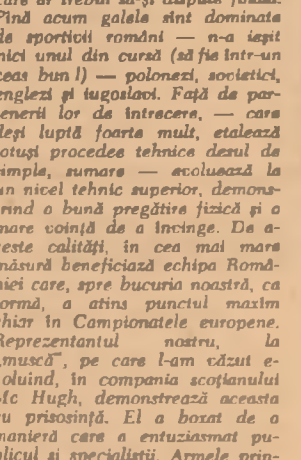 care ar trebui să-și dispute
Pînă acum galele sînt dominate
de sportivii români — n-a ieșit
nici unul din cursă (să fie într-un
ceas bun!) — polonezi, sovietici,
englezi și iugoslavi. Față de par-
tenerii lor de întrecere, — care
deși luptă foarte mult, etalează
totuși procedee tehnice destul de
simple, sumare — evoluează la
un nicel tehnic superior, demons-
trînd o bună pregătire fizică și o
mare voință de a învinge. De a-
ceste calități, în cea mai mare
măsură beneficiază echipa Româ-
niei care, spre bucuria noastră, ca
formă, a atins punctul maxim
chiar în Campionatele europene.
Reprezentantul nostru, la
„muscă", pe care l-am văzut e-
voluind, în compania scoțianului
Mc Hugh, demonstrează aceasta
cu prisosință. El a boxat de o
manieră care a entuziasmat pu-
blicul și specialiștii. Armele prin-